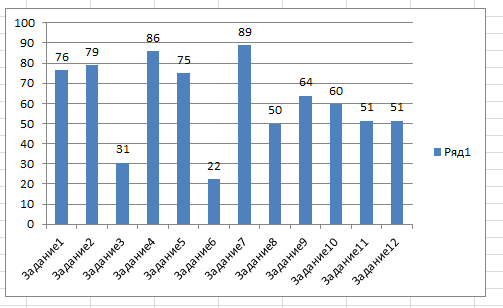 100
90
80
70
60
50
40
30
20
10
0
76
79
31
86
75
22
89
50
64
60
51
51
Задание1
Задание2
Задание3
Задание4
Задание5
Задание6
Задание7
Задание8
Задание9
Задание10
Задание11
Задание12
Ряд1